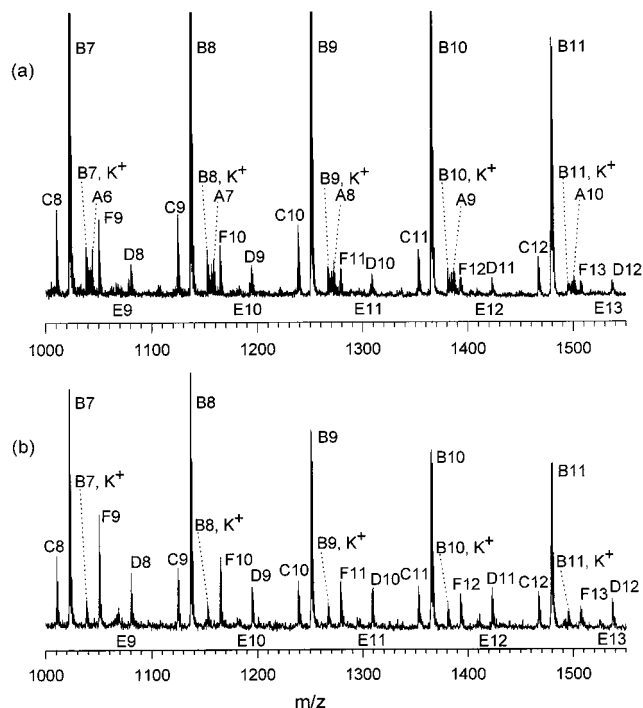 (a)
B7 B8 B9 B10 B11
B7, K+ B8, K+ B9, K+ B10, K+ B11, K+
A6 A7 A8 A9 A10
C8 F9 D8 C9 F10 D9 C10 F11 D10 C11 F12 D11 C12 F13 D12
E9 E10 E11 E12 E13
1000 1100 1200 1300 1400 1500
(b)
B7 B8 B9 B10 B11
B7, K+ B8, K+ B9, K+ B10, K+ B11, K+
C8 F9 D8 C9 F10 D9 C10 F11 D10 C11 F12 D11 C12 F13 D12
E9 E10 E11 E12 E13
1000 1100 1200 1300 1400 1500
m/z